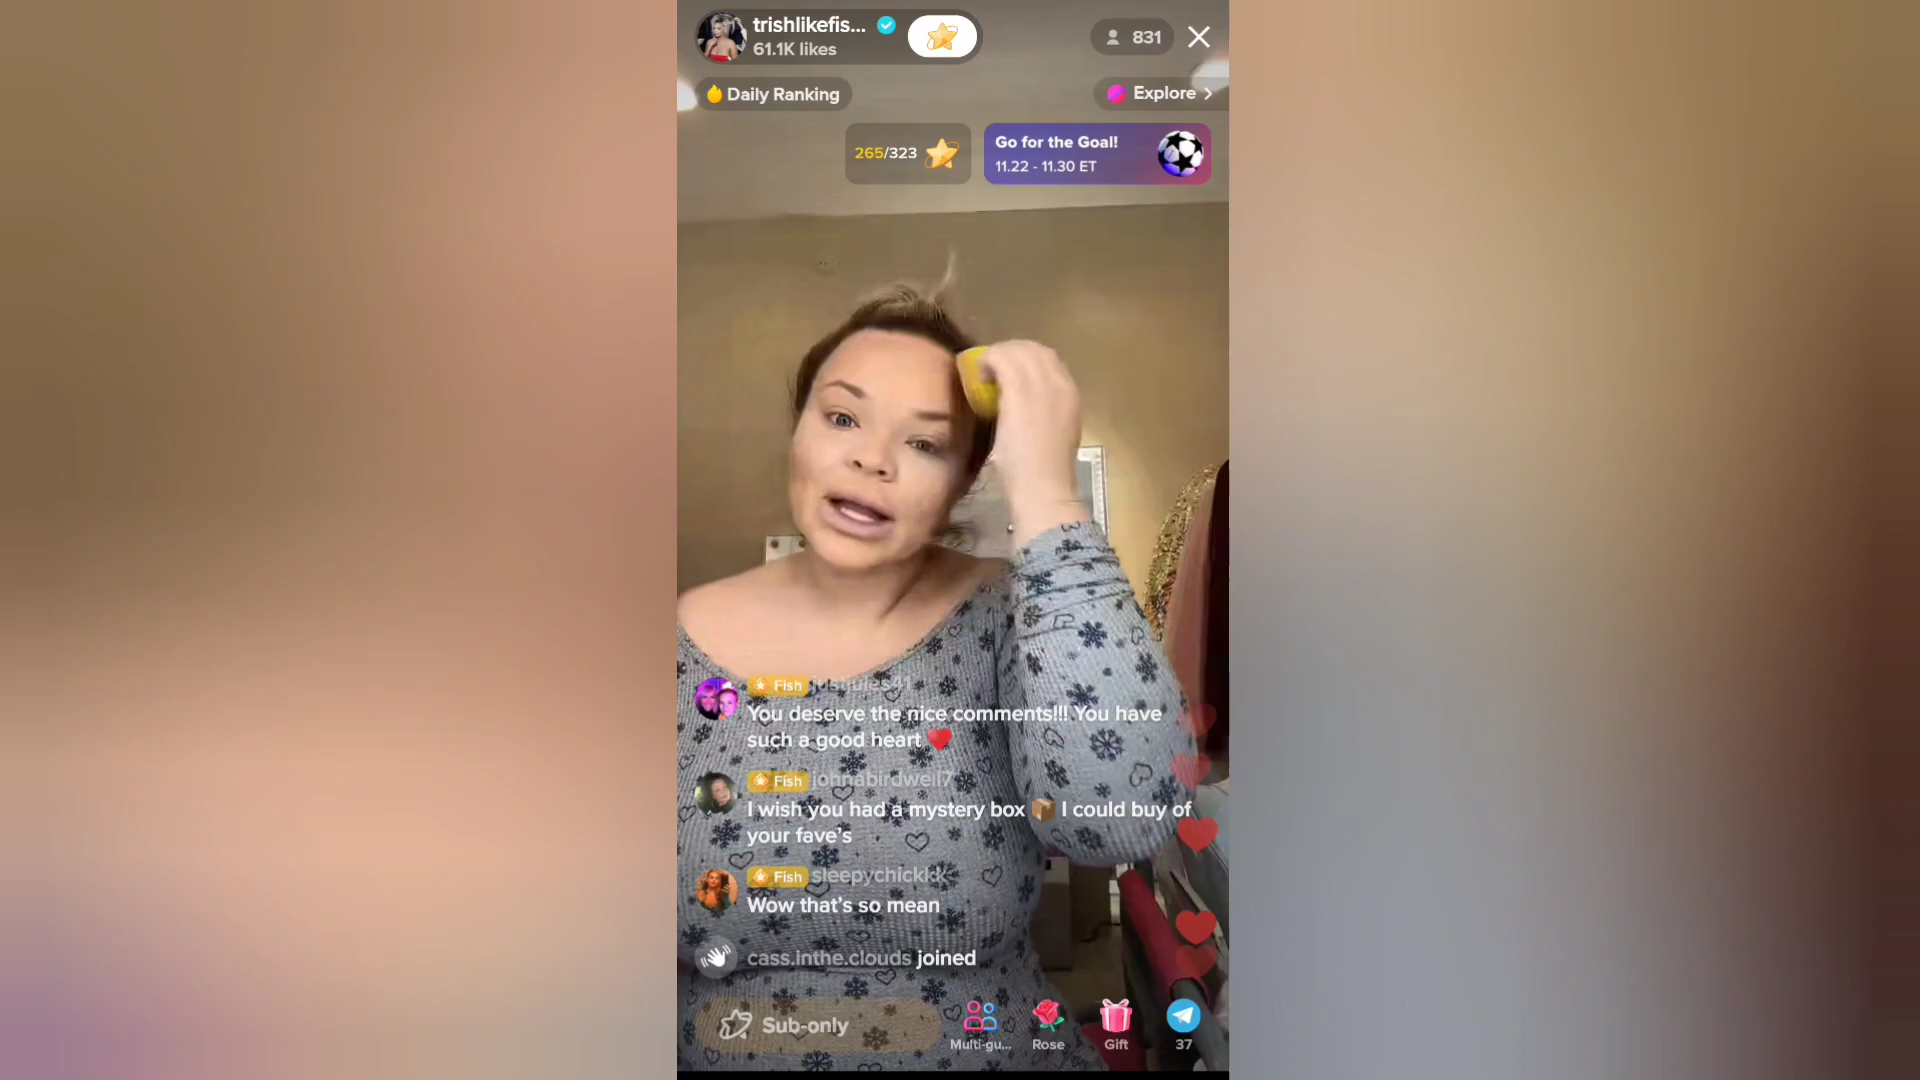 trishlikefis...
61.1K likes
831
Daily Ranking
Explore
265/323
Go for the Goal!
11.22 - 11.30 ET
Fish justjules41
You deserve the nice comments!!! You have
such a good heart
Fish johnabirdwell7
I wish you had a mystery box 📦 I could buy of
your fave's
Fish sleepychickkk
Wow that's so mean
cass.inthe.clouds joined
Sub-only
Multi-gu...
Rose
Gift
37